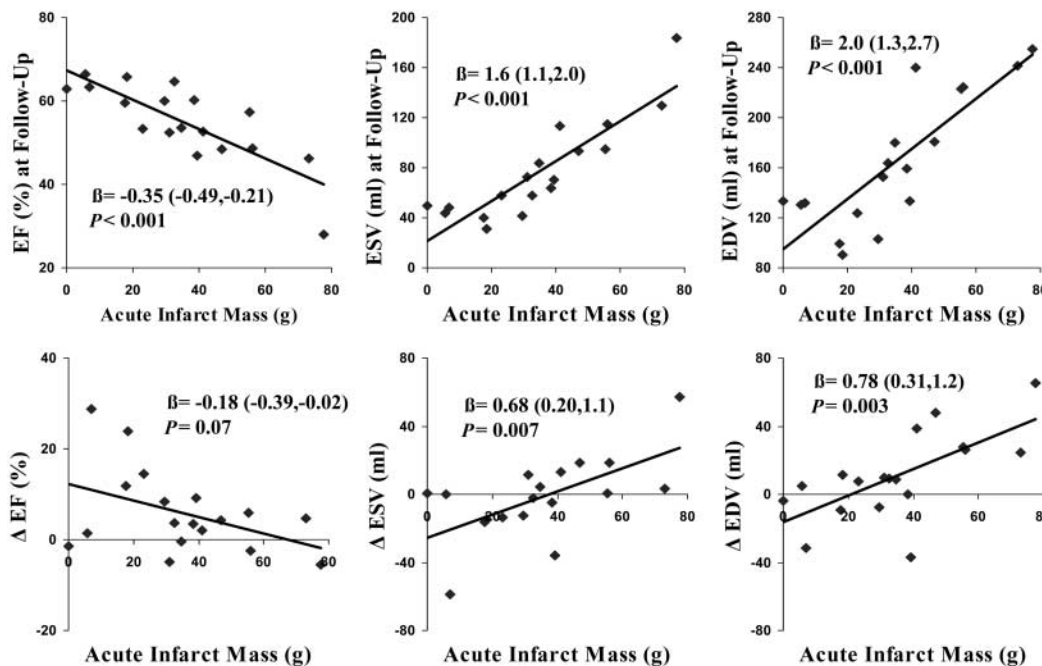 EF (%) at Follow-Up
80
60
40
20
0 20 40 60 80
ß= -0.35 (-0.49,-0.21)
P< 0.001
Acute Infarct Mass (g)
ESV (ml) at Follow-Up
200
160
120
80
40
0
0 20 40 60 80
ß= 1.6 (1.1,2.0)
P< 0.001
Acute Infarct Mass (g)
EDV (ml) at Follow-Up
240
200
160
120
80
0 20 40 60 80
ß= 2.0 (1.3,2.7)
P< 0.001
Acute Infarct Mass (g)
Δ EF (%)
40
20
0
-20
0 20 40 60 80
ß= -0.18 (-0.39,-0.02)
P= 0.07
Acute Infarct Mass (g)
Δ ESV (ml)
80
40
0
-40
-80
0 20 40 60 80
ß= 0.68 (0.20,1.1)
P= 0.007
Acute Infarct Mass (g)
Δ EDV (ml)
80
40
0
-40
-80
0 20 40 60 80
ß= 0.78 (0.31,1.2)
P= 0.003
Acute Infarct Mass (g)